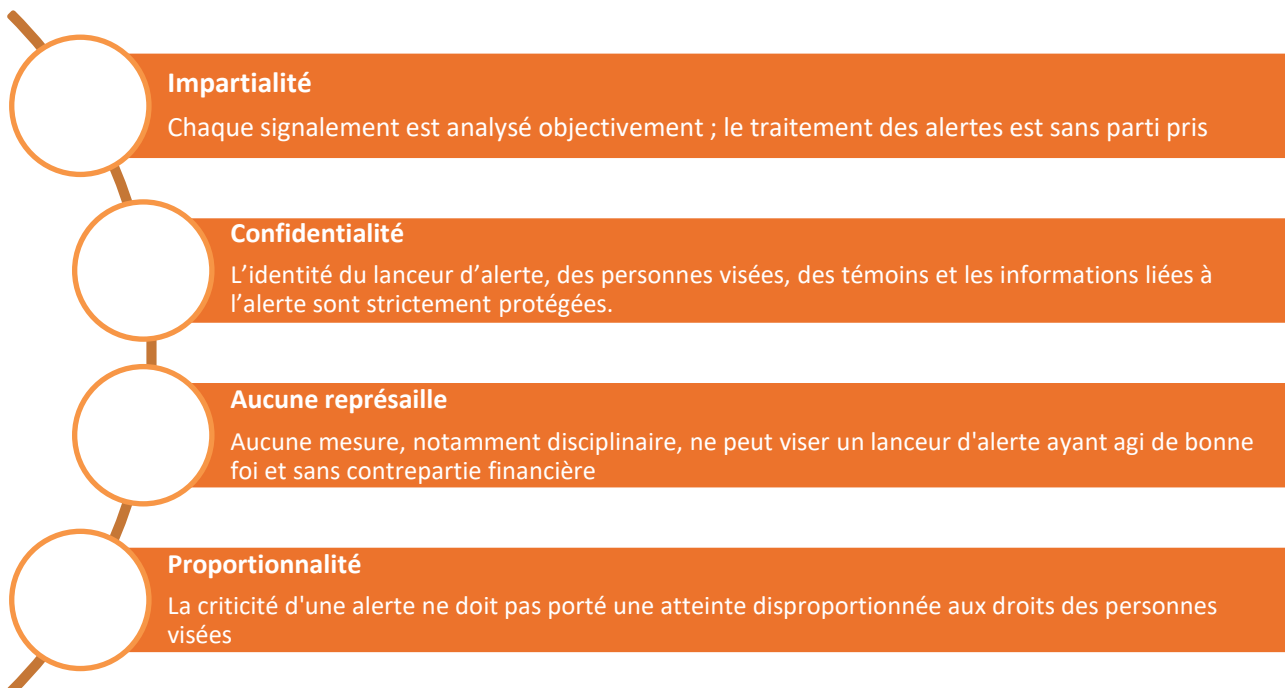 Impartialité
Chaque signalement est analysé objectivement ; le traitement des alertes est sans parti pris
Confidentialité
L’identité du lanceur d’alerte, des personnes visées, des témoins et les informations liées à
l’alerte sont strictement protégées.
Aucune représaille
Aucune mesure, notamment disciplinaire, ne peut viser un lanceur d'alerte ayant agi de bonne
foi et sans contrepartie financière
Proportionnalité
La criticité d'une alerte ne doit pas porté une atteinte disproportionnée aux droits des personnes
visées